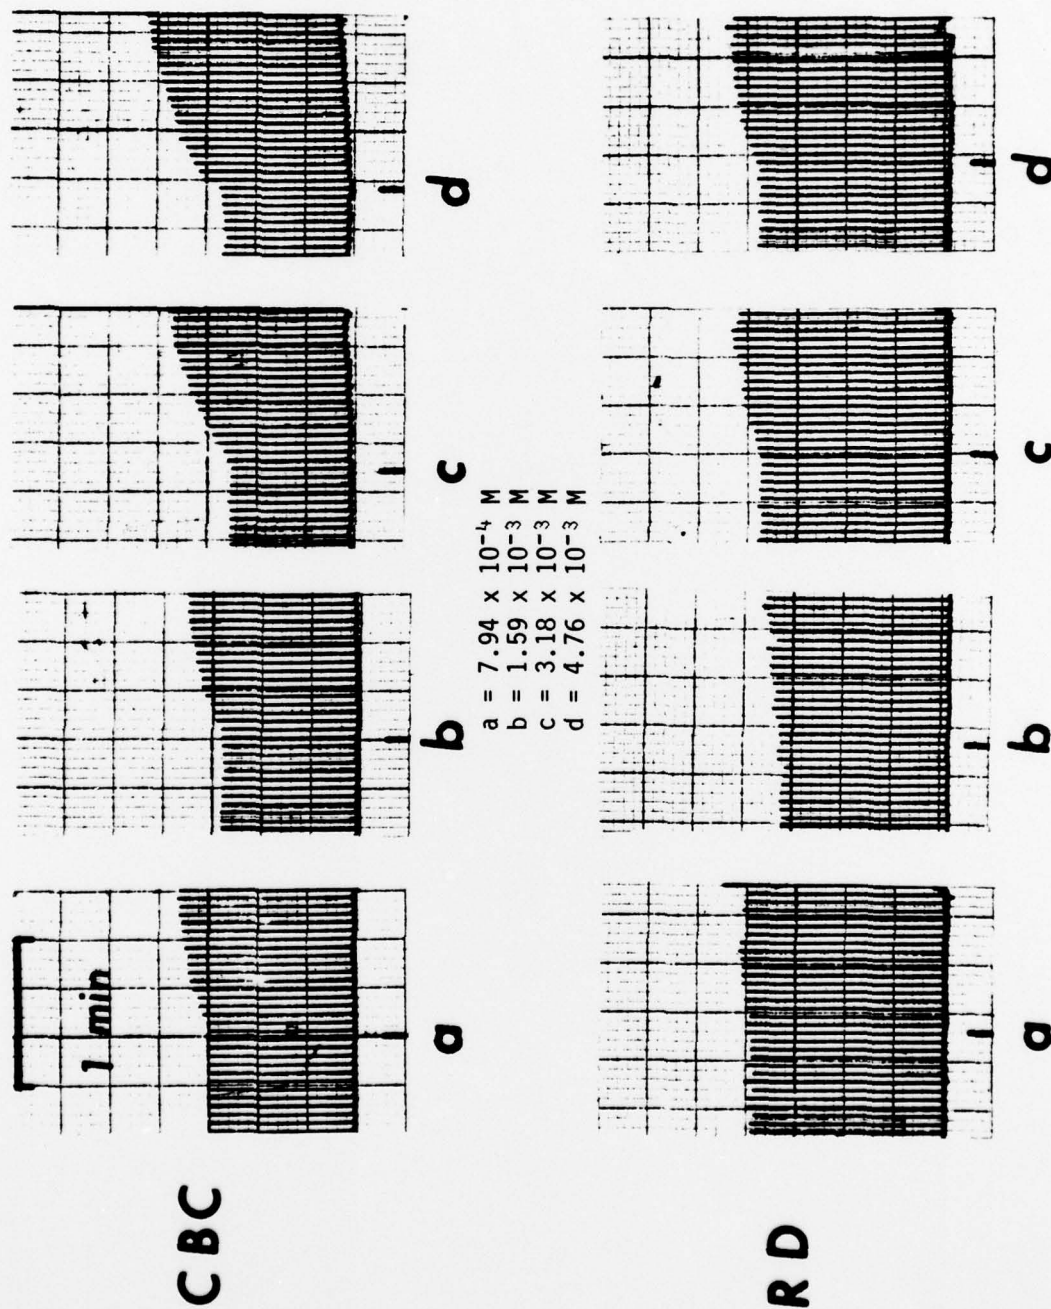 CBC
1 min
a
b
c
d
a = 7.94 x 10⁻⁴ M
b = 1.59 x 10⁻³ M
c = 3.18 x 10⁻³ M
d = 4.76 x 10⁻³ M
RD
a
b
c
d